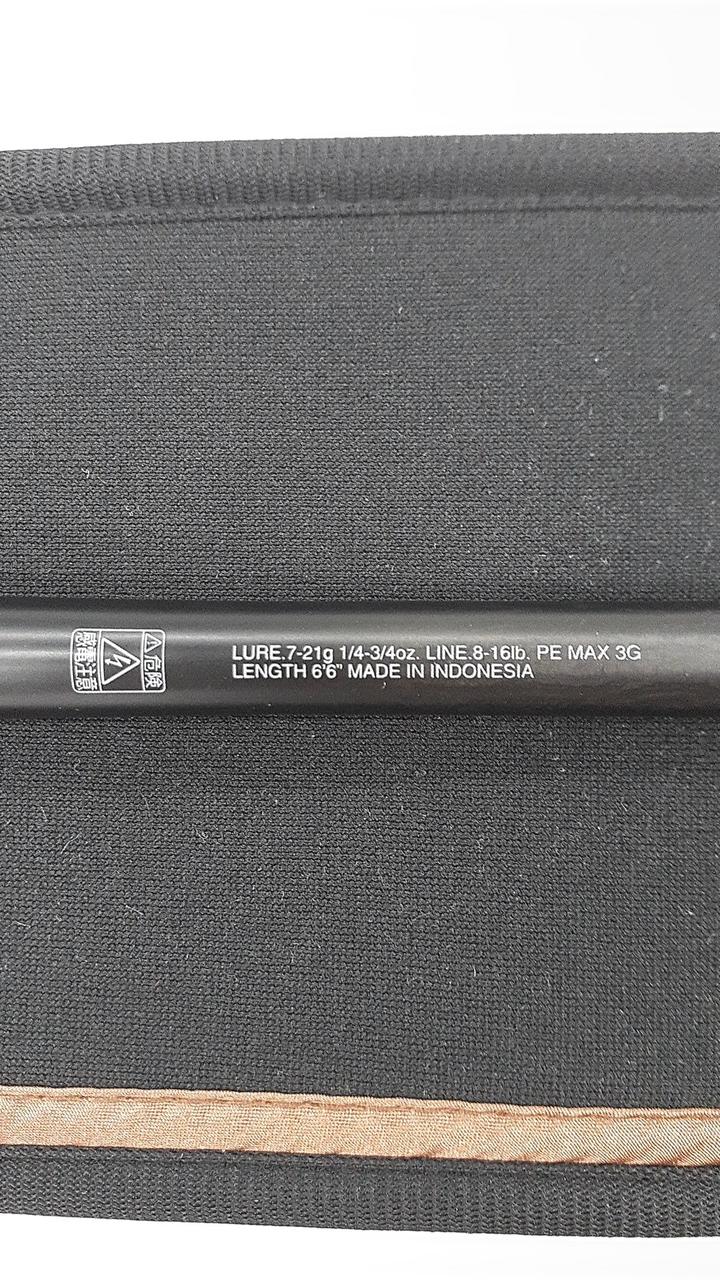 危険
感電注意
LURE.7-21g 1/4-3/4oz. LINE.8-16lb. PE MAX 3G
LENGTH 6'6" MADE IN INDONESIA